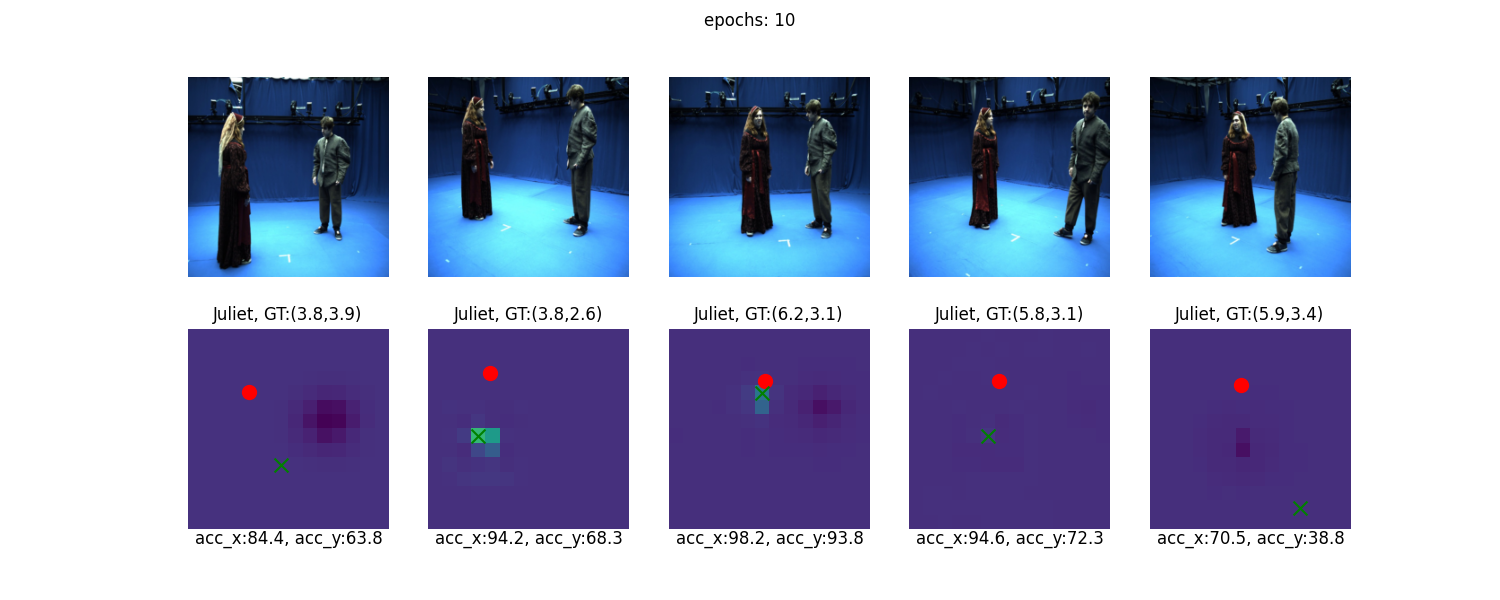 epochs: 10
Juliet, GT:(3.8,3.9)
Juliet, GT:(3.8,2.6)
Juliet, GT:(6.2,3.1)
Juliet, GT:(5.8,3.1)
Juliet, GT:(5.9,3.4)
acc_x:84.4, acc_y:63.8
acc_x:94.2, acc_y:68.3
acc_x:98.2, acc_y:93.8
acc_x:94.6, acc_y:72.3
acc_x:70.5, acc_y:38.8